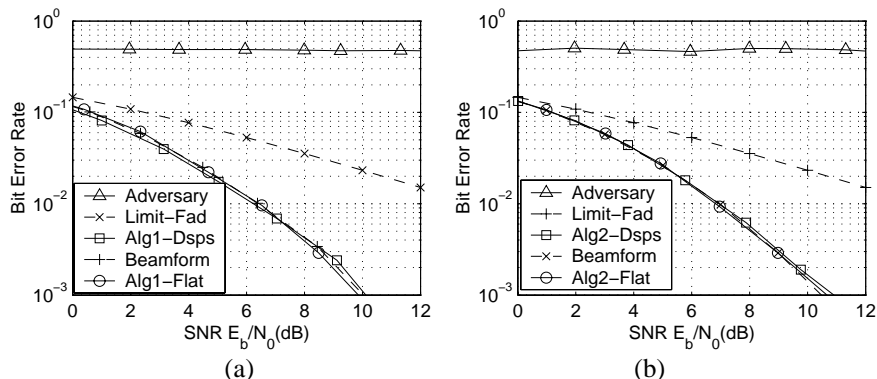 10^0
10^-1
10^-2
10^-3
Bit Error Rate
Adversary
Limit-Fad
Alg1-Dsps
Beamform
Alg1-Flat
0 2 4 6 8 10 12
SNR E_b/N_0(dB)
(a)
10^0
10^-1
10^-2
10^-3
Bit Error Rate
Adversary
Limit-Fad
Alg2-Dsps
Beamform
Alg2-Flat
0 2 4 6 8 10 12
SNR E_b/N_0(dB)
(b)